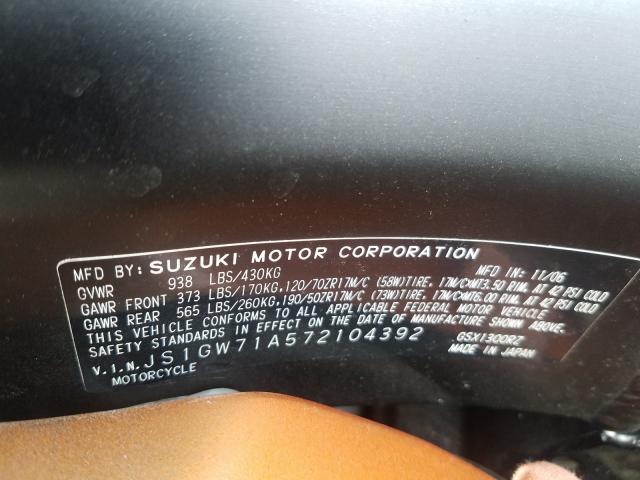 MFD BY: SUZUKI MOTOR CORPORATION MFD IN: 11/06
GVWR 938 LBS/430KG
GAWR FRONT 373 LBS/170KG,120/70ZR17M/C (58W)TIRE, 17M/CxMT3.50 RIM, AT 42 PSI COLD
GAWR REAR 565 LBS/260KG,190/50ZR17M/C (73W)TIRE, 17M/CxMT6.00 RIM, AT 42 PSI COLD
THIS VEHICLE CONFORMS TO ALL APPLICABLE FEDERAL MOTOR VEHICLE
SAFETY STANDARDS IN EFFECT ON THE DATE OF MANUFACTURE SHOWN ABOVE.
V.I.N. JS1GW71A572104392 GSX1300RZ
MOTORCYCLE MADE IN JAPAN